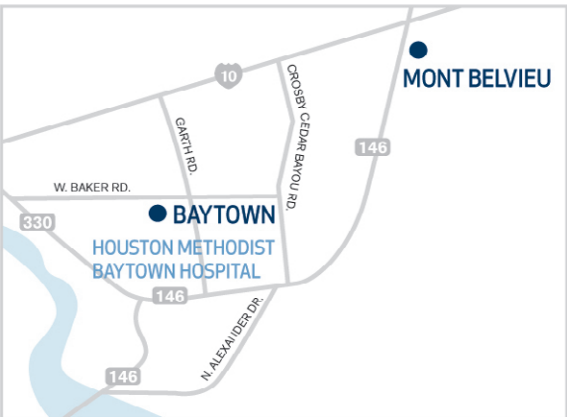 MONT BELVIEU
10
CROSBY CEDAR BAYOU RD.
GARTH RD.
146
W. BAKER RD.
330
BAYTOWN
HOUSTON METHODIST
BAYTOWN HOSPITAL
146
N. ALEXANDER DR.
146